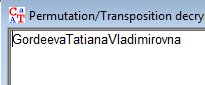 Permutation/Transposition decry
GordeevaTatianaVladimirovna